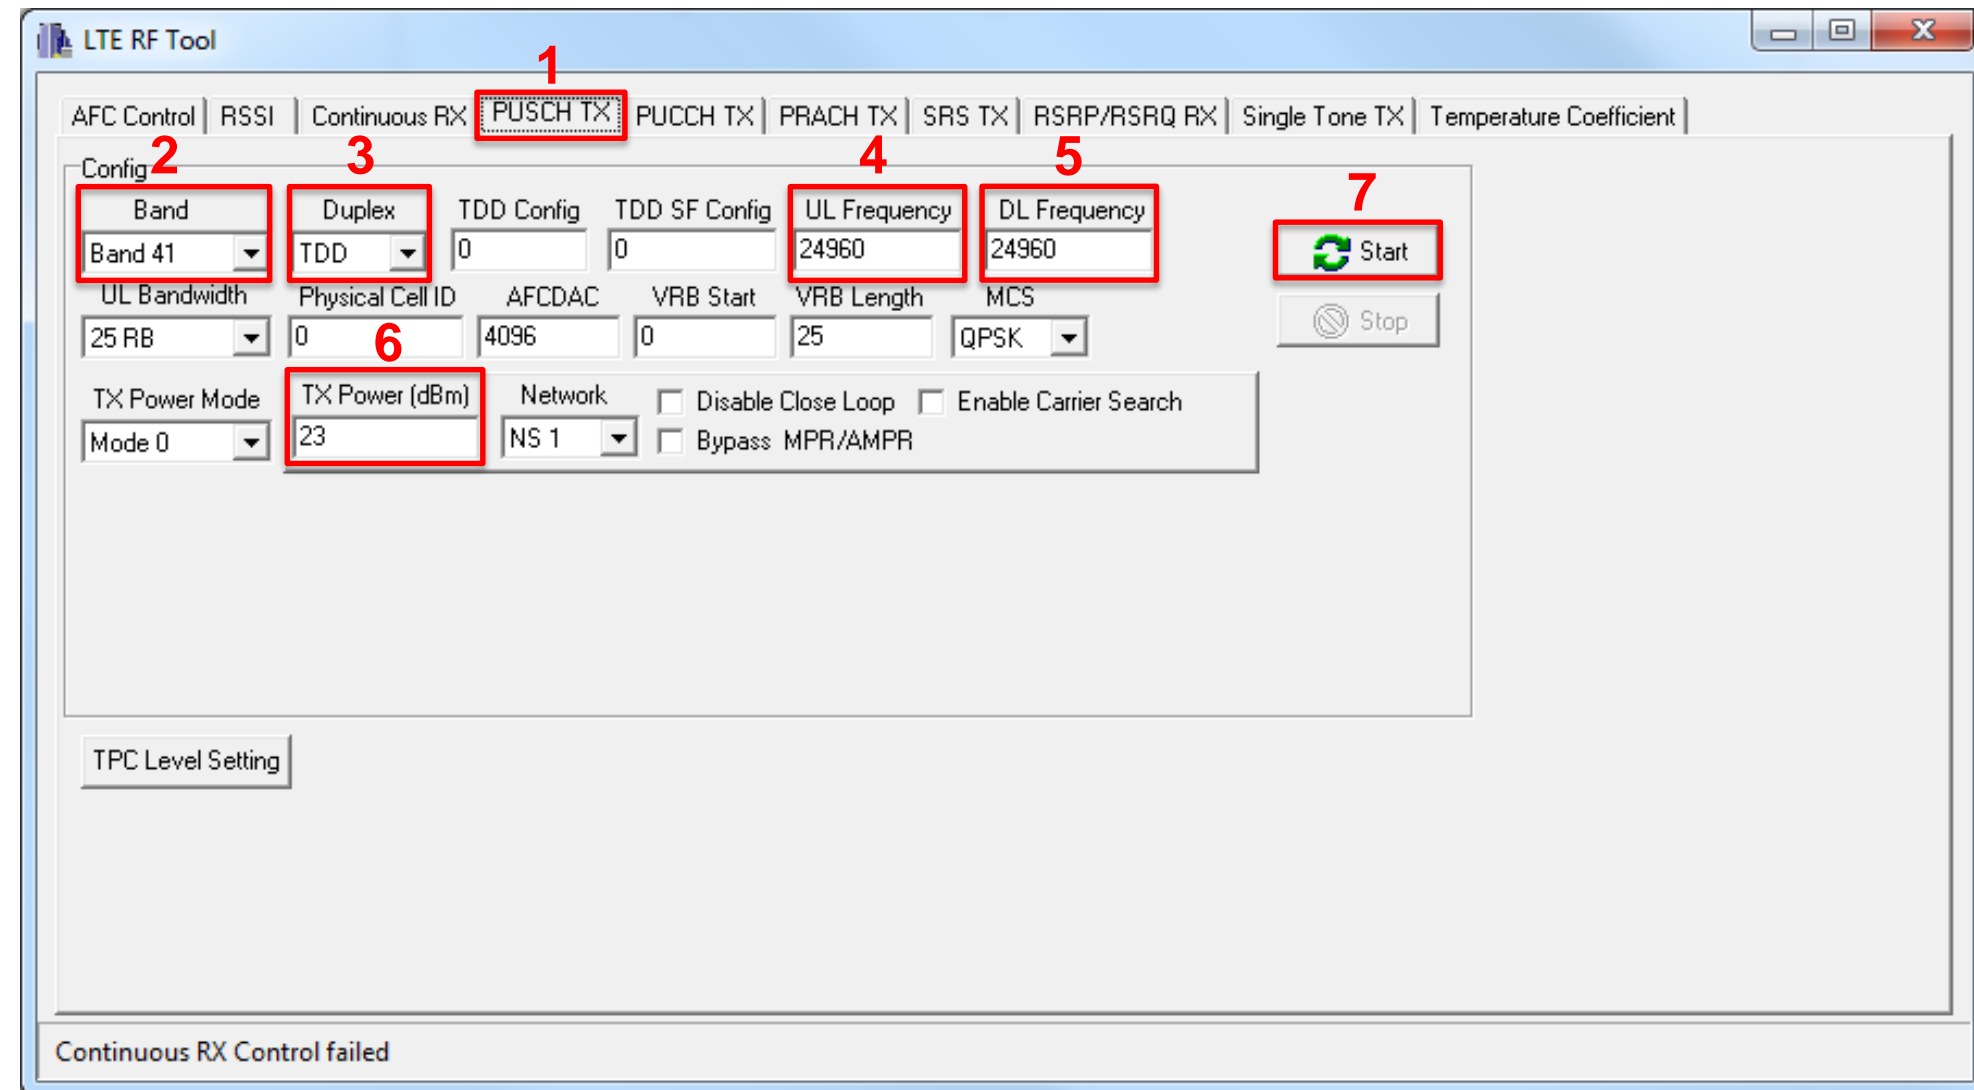 LTE RF Tool
1
AFC Control RSSI Continuous RX PUSCH TX PUCCH TX PRACH TX SRS TX RSRP/RSRQ RX Single Tone TX Temperature Coefficient
2 3 4 5
Config
7
Band Duplex TDD Config TDD SF Config UL Frequency DL Frequency
Band 41 TDD 0 0 24960 24960 Start
UL Bandwidth Physical Cell ID AFCDAC VRB Start VRB Length MCS
25 RB 0 4096 0 25 QPSK Stop
6
TX Power Mode TX Power (dBm) Network Disable Close Loop Enable Carrier Search
Mode 0 23 NS 1 Bypass MPR/AMPR
TPC Level Setting
Continuous RX Control failed